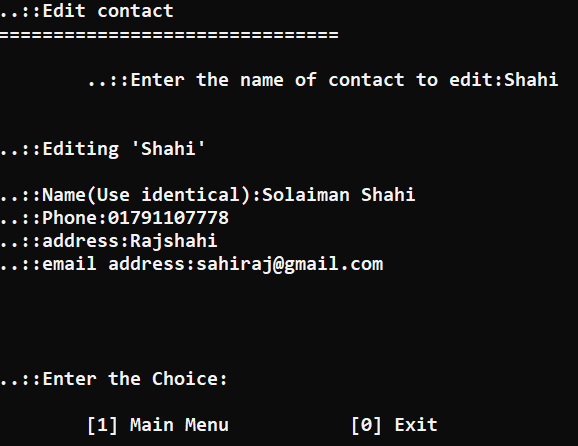 ..::Edit contact
===============================
..::Enter the name of contact to edit:Shahi
..::Editing 'Shahi'
..::Name(Use identical):Solaiman Shahi
..::Phone:01791107778
..::address:Rajshahi
..::email address:sahiraj@gmail.com
..::Enter the Choice:
[1] Main Menu [0] Exit